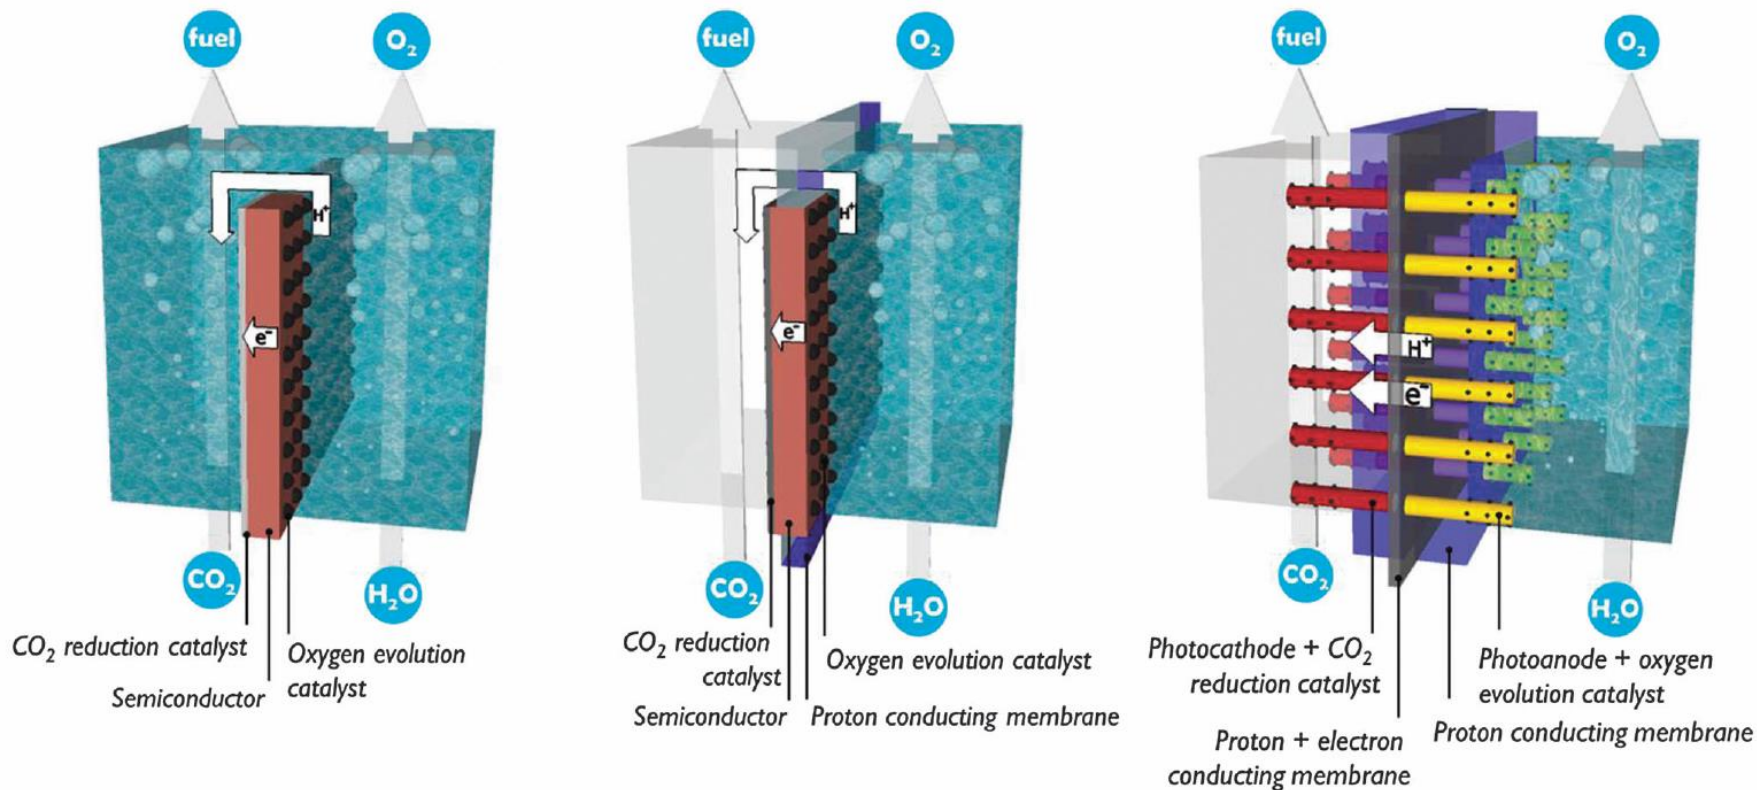 fuel
O₂
H⁺
e⁻
CO₂
H₂O
CO₂ reduction catalyst
Semiconductor
Oxygen evolution
catalyst
fuel
O₂
H⁺
e⁻
CO₂
H₂O
CO₂ reduction
catalyst
Semiconductor
Oxygen evolution catalyst
Proton conducting membrane
fuel
O₂
H⁺
e⁻
CO₂
H₂O
Photocathode + CO₂
reduction catalyst
Proton + electron
conducting membrane
Photoanode + oxygen
evolution catalyst
Proton conducting membrane